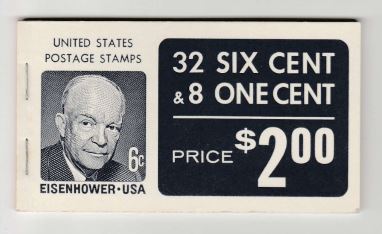 UNITED STATES
POSTAGE STAMPS
6c
EISENHOWER·USA
32 SIX CENT
& 8 ONE CENT
PRICE $2.00